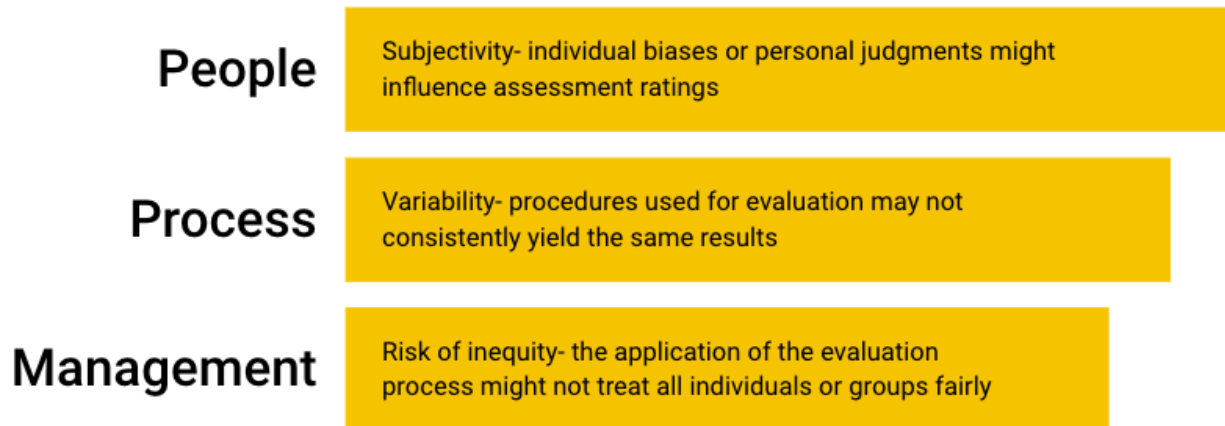 People
Subjectivity- individual biases or personal judgments might
influence assessment ratings
Process
Variability- procedures used for evaluation may not
consistently yield the same results
Management
Risk of inequity- the application of the evaluation
process might not treat all individuals or groups fairly